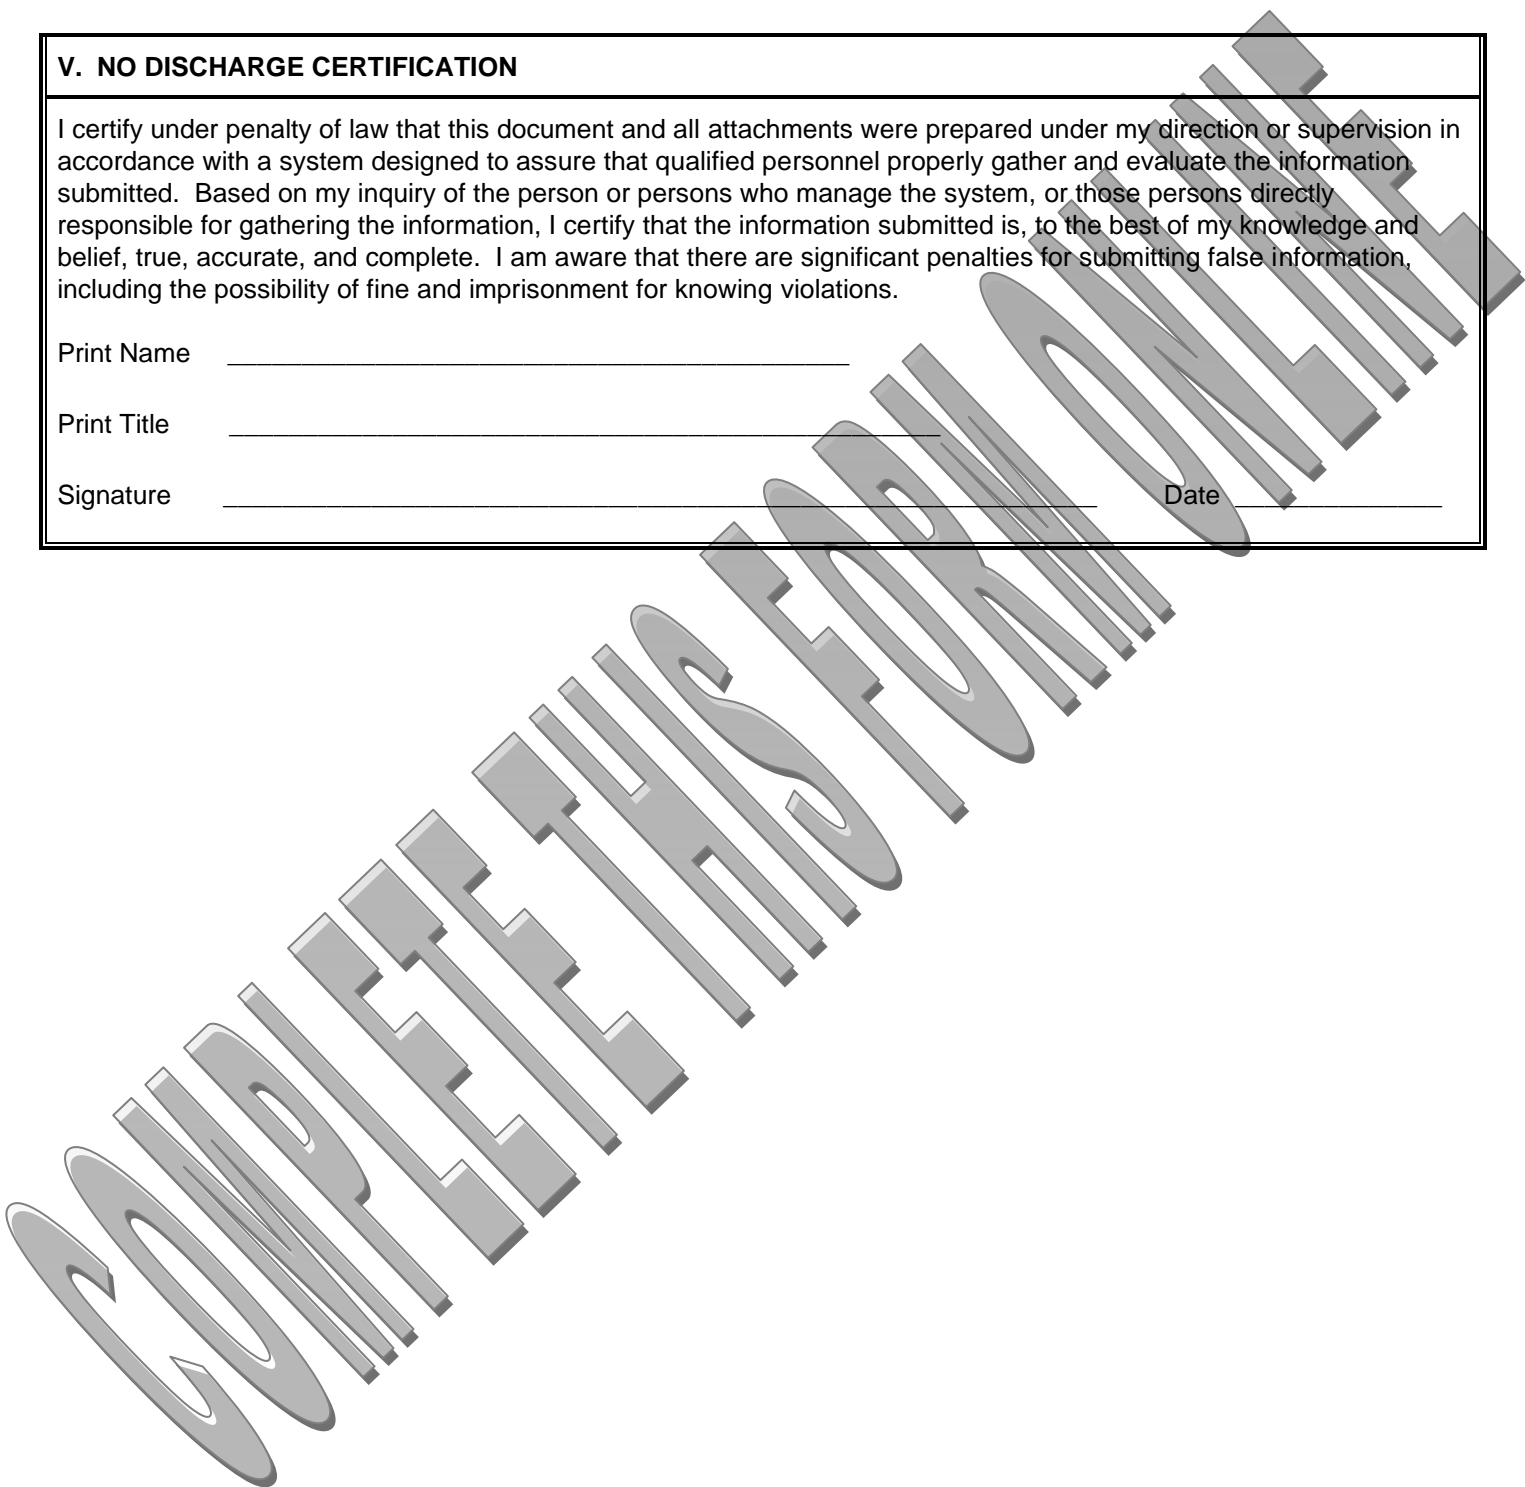 V. NO DISCHARGE CERTIFICATION
I certify under penalty of law that this document and all attachments were prepared under my direction or supervision in
accordance with a system designed to assure that qualified personnel properly gather and evaluate the information
submitted. Based on my inquiry of the person or persons who manage the system, or those persons directly
responsible for gathering the information, I certify that the information submitted is, to the best of my knowledge and
belief, true, accurate, and complete. I am aware that there are significant penalties for submitting false information,
including the possibility of fine and imprisonment for knowing violations.
Print Name
Print Title
Signature Date
COMPLETE THIS FORM ONLINE